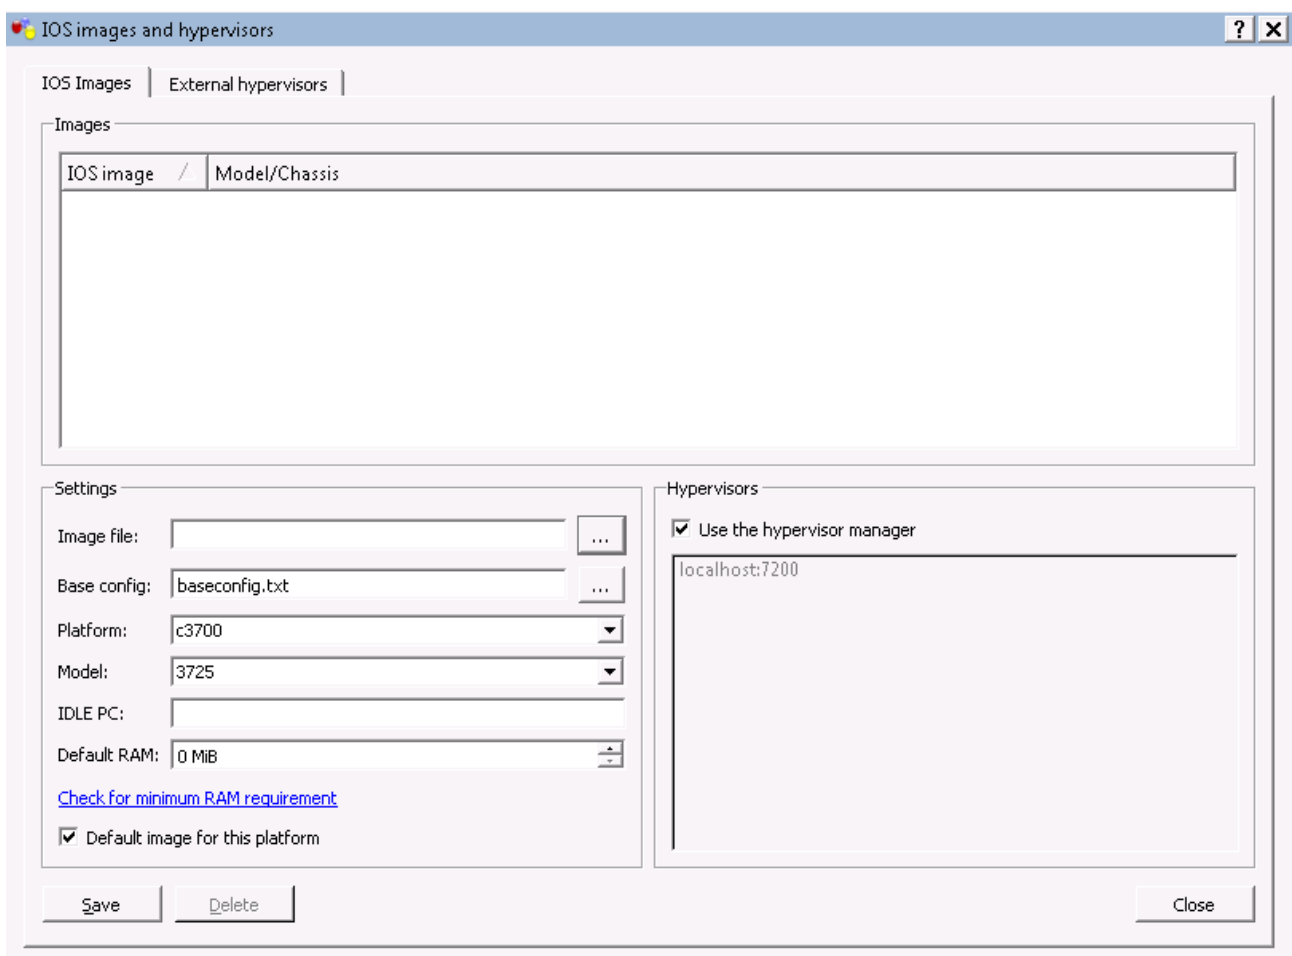 IOS images and hypervisors
IOS Images
External hypervisors
Images
IOS image
Model/Chassis
Settings
Image file:
...
Base config:
baseconfig.txt
...
Platform:
c3700
Model:
3725
IDLE PC:
Default RAM:
0 MiB
Check for minimum RAM requirement
Default image for this platform
Hypervisors
Use the hypervisor manager
localhost:7200
Save
Delete
Close